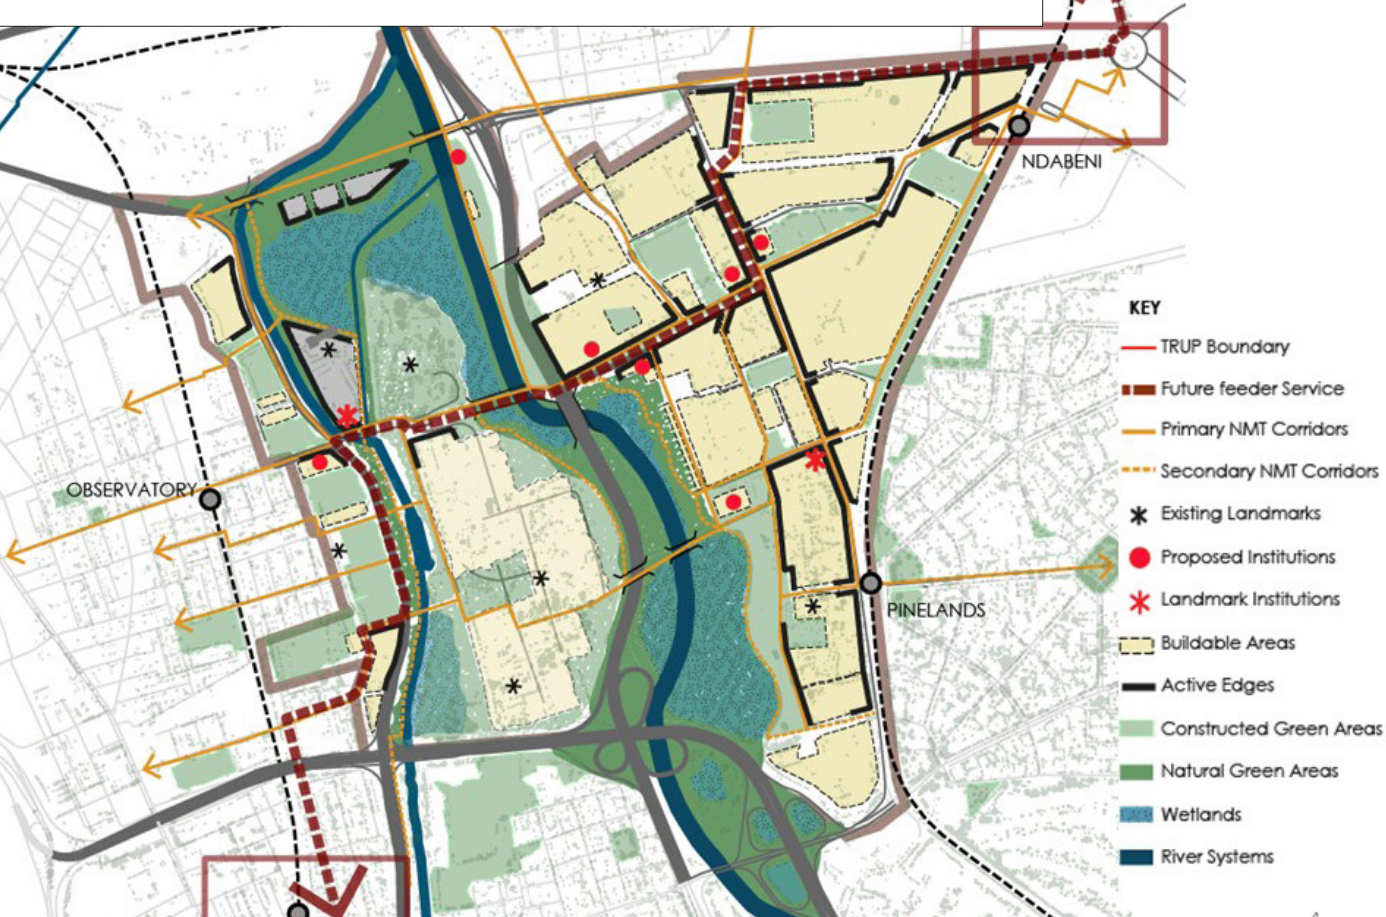 NDABENI
OBSERVATORY
PINELANDS
KEY
TRUP Boundary
Future feeder Service
Primary NMT Corridors
Secondary NMT Corridors
Existing Landmarks
Proposed Institutions
Landmark Institutions
Buildable Areas
Active Edges
Constructed Green Areas
Natural Green Areas
Wetlands
River Systems